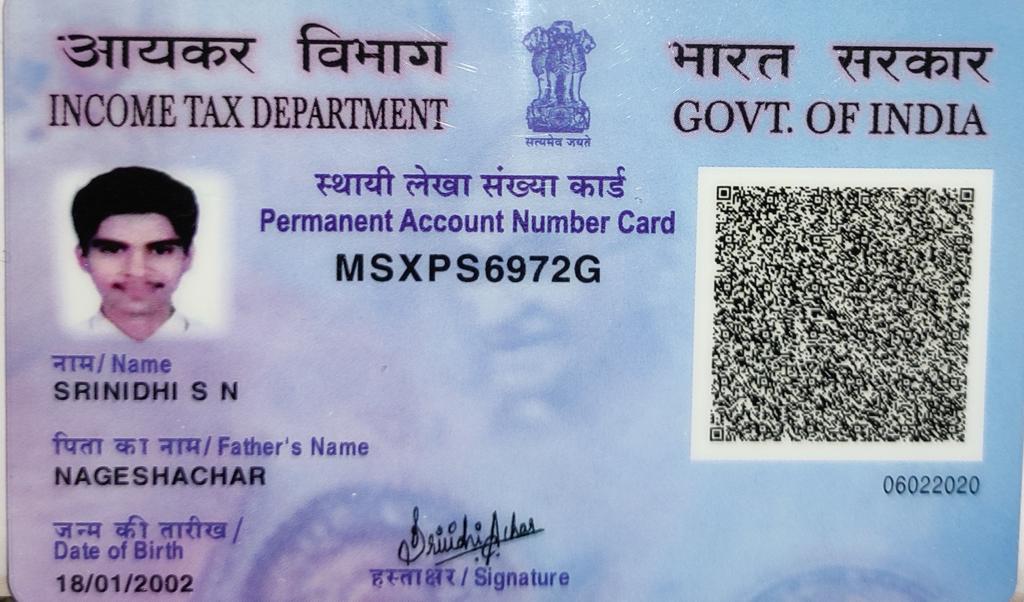 आयकर विभाग
INCOME TAX DEPARTMENT
सत्यमेव जयते
भारत सरकार
GOVT. OF INDIA
स्थायी लेखा संख्या कार्ड
Permanent Account Number Card
MSXPS6972G
नाम / Name
SRINIDHI S N
पिता का नाम / Father's Name
NAGESHACHAR
06022020
जन्म की तारीख /
Date of Birth
18/01/2002
Srinidhi Achar
हस्ताक्षर / Signature